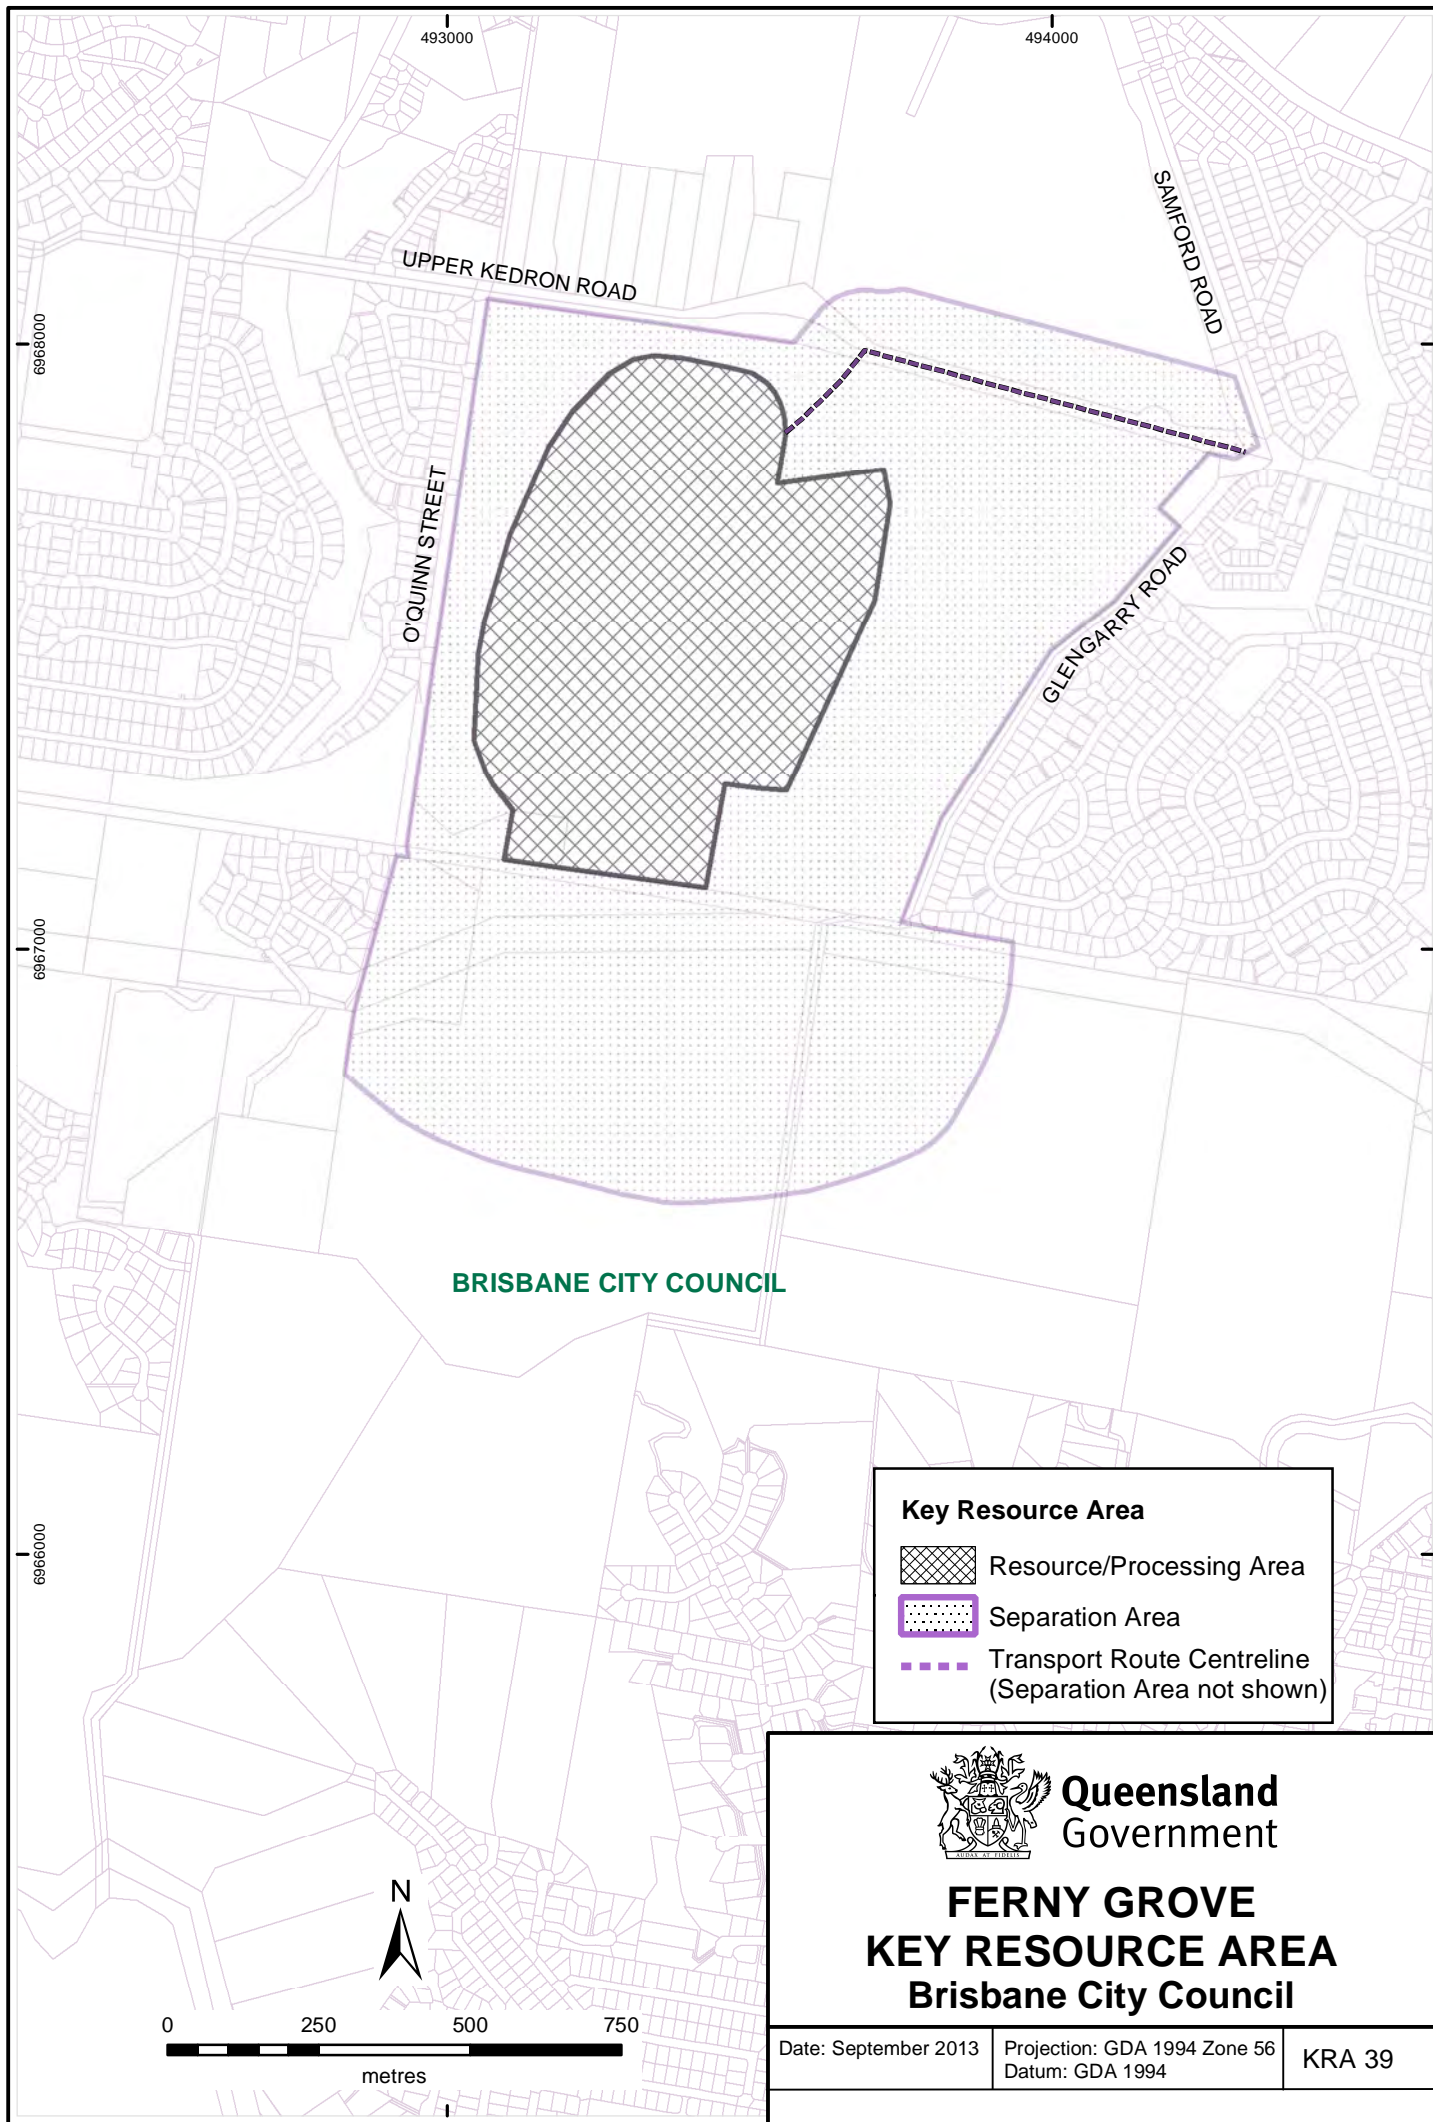 493000
494000
SAMFORD ROAD
UPPER KEDRON ROAD
6968000
O'QUINN STREET
GLENGARRY ROAD
6967000
BRISBANE CITY COUNCIL
Key Resource Area
Resource/Processing Area
Separation Area
Transport Route Centreline
(Separation Area not shown)
6966000
AUDAX AT FIDELIS
Queensland
Government
FERNY GROVE
KEY RESOURCE AREA
Brisbane City Council
N
0 250 500 750
metres
Date: September 2013
Projection: GDA 1994 Zone 56
Datum: GDA 1994
KRA 39